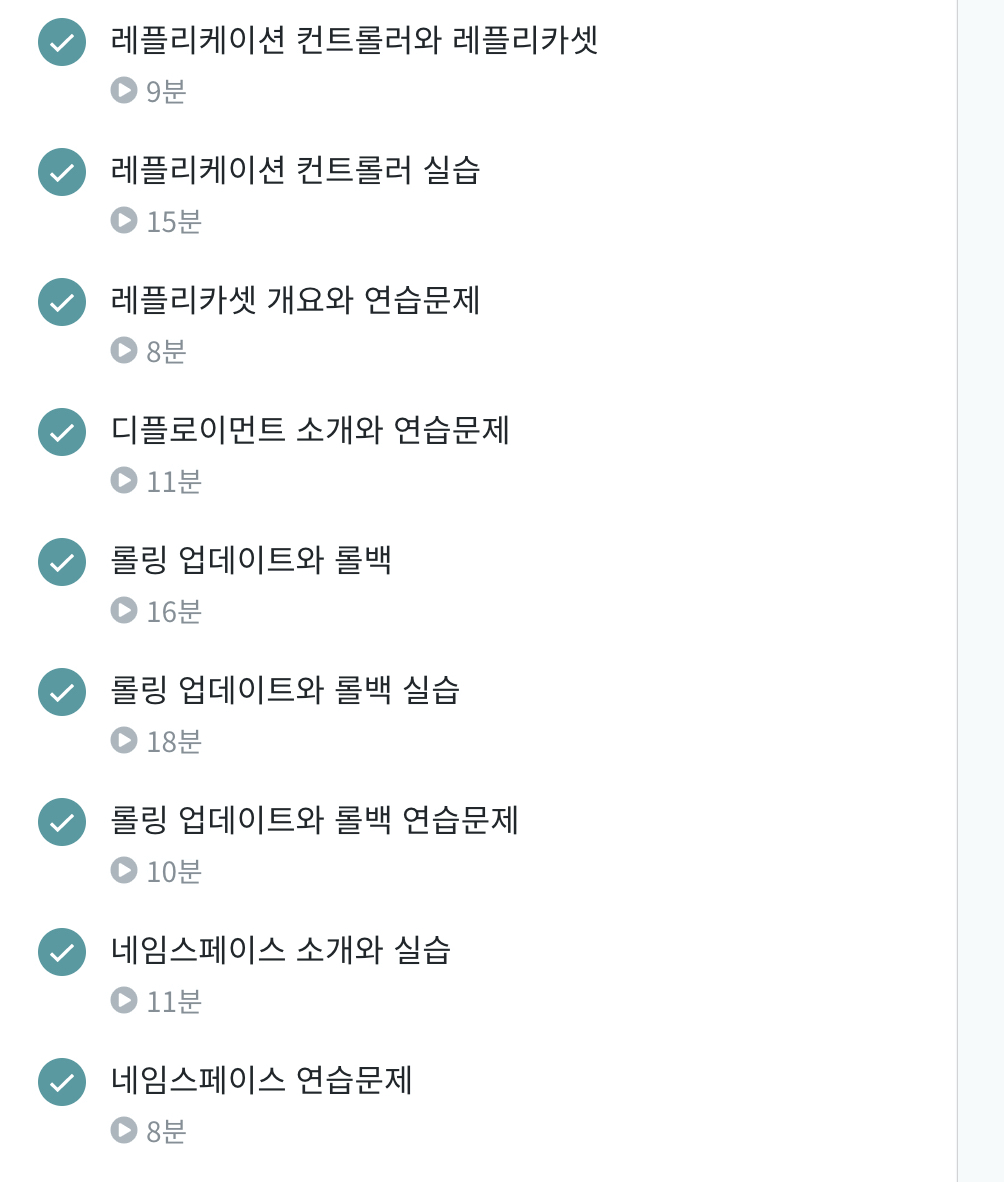 레플리케이션 컨트롤러와 레플리카셋
9분
레플리케이션 컨트롤러 실습
15분
레플리카셋 개요와 연습문제
8분
디플로이먼트 소개와 연습문제
11분
롤링 업데이트와 롤백
16분
롤링 업데이트와 롤백 실습
18분
롤링 업데이트와 롤백 연습문제
10분
네임스페이스 소개와 실습
11분
네임스페이스 연습문제
8분